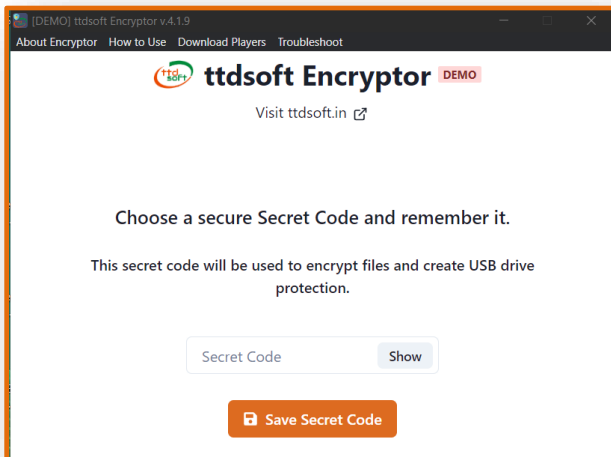 [DEMO] ttdsoft Encryptor v.4.1.9
About Encryptor How to Use Download Players Troubleshoot
ttd soft
ttdsoft Encryptor DEMO
Visit ttdsoft.in
Choose a secure Secret Code and remember it.
This secret code will be used to encrypt files and create USB drive
protection.
Secret Code Show
Save Secret Code